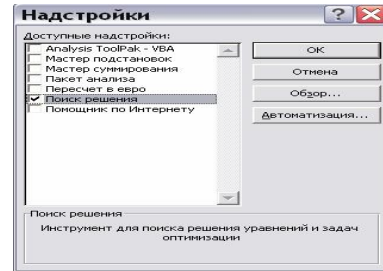 Надстройки
Доступные надстройки:
Analysis ToolPak - VBA
Мастер подстановок
Мастер суммирования
Пакет анализа
Пересчет в евро
Поиск решения
Помощник по Интернету
OK
Отмена
Обзор...
Автоматизация...
Поиск решения
Инструмент для поиска решения уравнений и задач
оптимизации